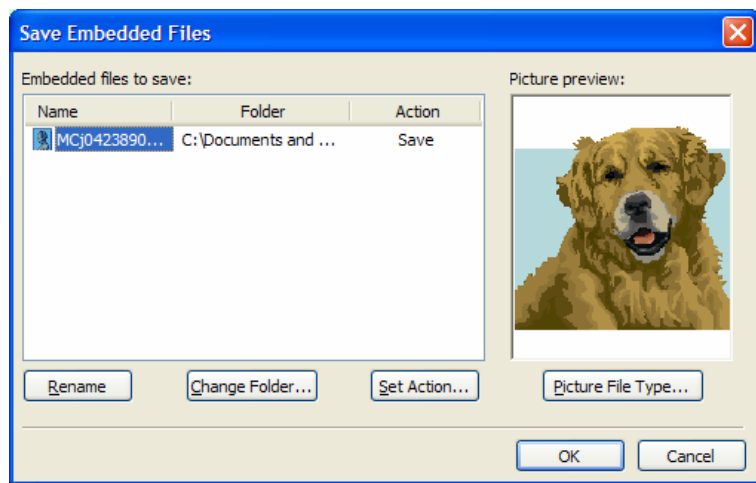 Save Embedded Files
Embedded files to save:
Picture preview:
Name Folder Action
MCj0423890... C:\Documents and ... Save
Rename Change Folder... Set Action... Picture File Type...
OK Cancel